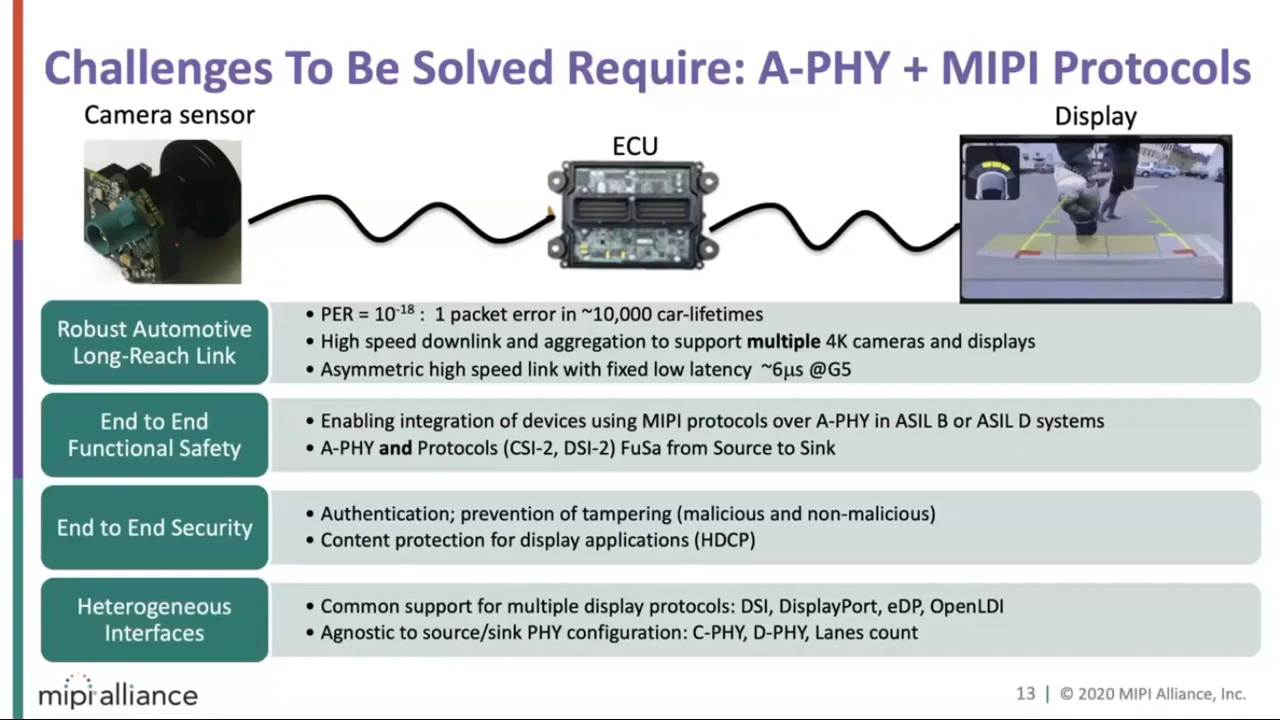 Challenges To Be Solved Require: A-PHY + MIPI Protocols
Camera sensor
ECU
Display
Robust Automotive
Long-Reach Link
• PER = 10⁻¹⁸ : 1 packet error in ~10,000 car-lifetimes
• High speed downlink and aggregation to support multiple 4K cameras and displays
• Asymmetric high speed link with fixed low latency ~6µs @G5
End to End
Functional Safety
• Enabling integration of devices using MIPI protocols over A-PHY in ASIL B or ASIL D systems
• A-PHY and Protocols (CSI-2, DSI-2) FuSa from Source to Sink
End to End Security
• Authentication; prevention of tampering (malicious and non-malicious)
• Content protection for display applications (HDCP)
Heterogeneous
Interfaces
• Common support for multiple display protocols: DSI, DisplayPort, eDP, OpenLDI
• Agnostic to source/sink PHY configuration: C-PHY, D-PHY, Lanes count
mipi alliance
13 | © 2020 MIPI Alliance, Inc.